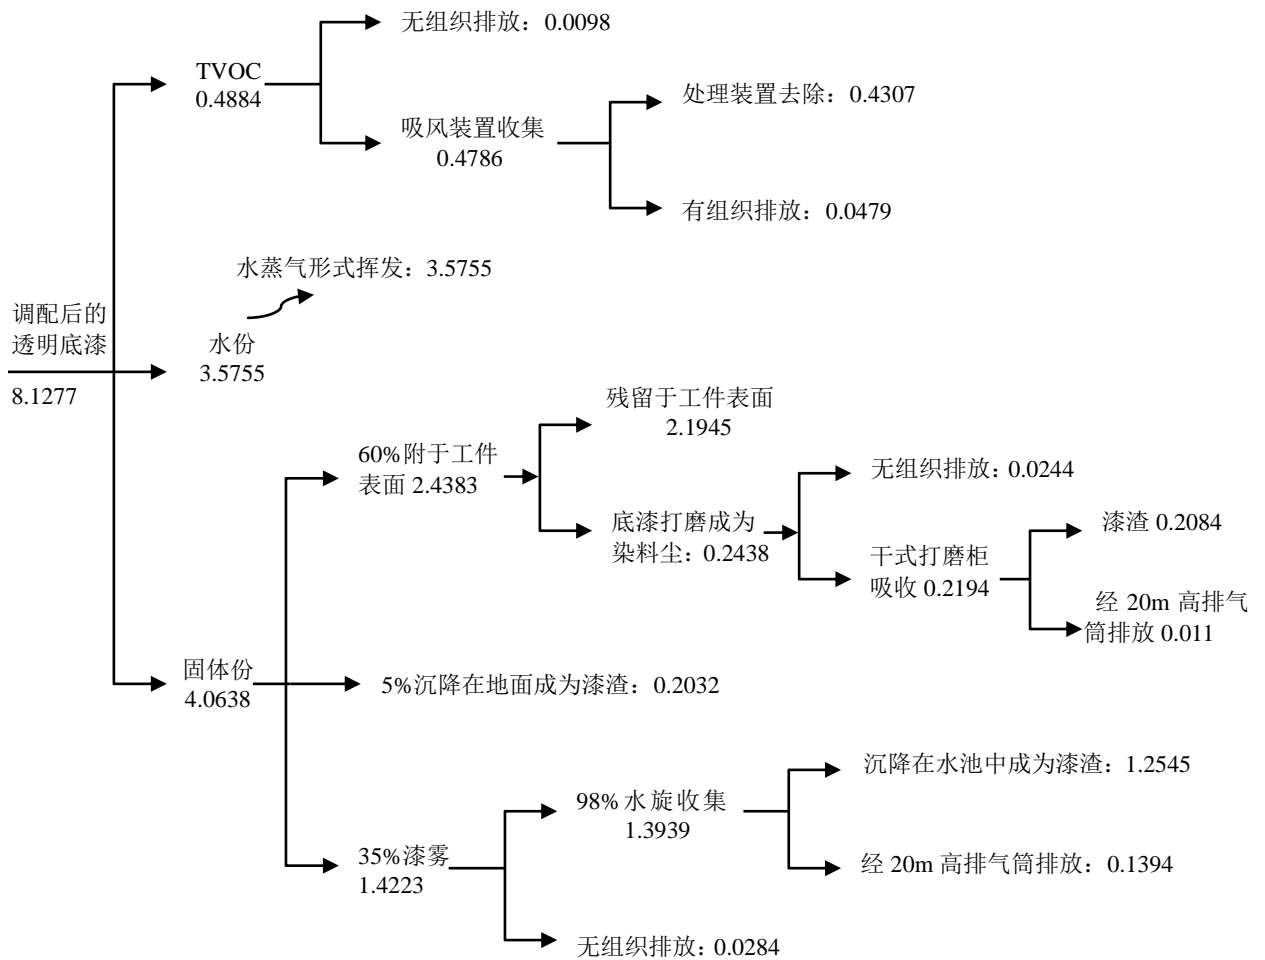 无组织排放：0.0098
TVOC
0.4884
处理装置去除：0.4307
吸风装置收集
0.4786
有组织排放：0.0479
水蒸气形式挥发：3.5755
调配后的
透明底漆
8.1277
水份
3.5755
残留于工件表面
2.1945
60%附于工件
表面 2.4383
无组织排放：0.0244
底漆打磨成为
染料尘：0.2438
漆渣 0.2084
干式打磨柜
吸收 0.2194
经 20m 高排气
筒排放 0.011
固体份
4.0638
5%沉降在地面成为漆渣：0.2032
沉降在水池中成为漆渣：1.2545
98%水旋收集
1.3939
35%漆雾
1.4223
经 20m 高排气筒排放：0.1394
无组织排放：0.0284